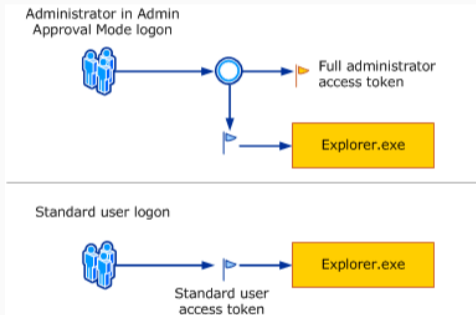 Administrator in Admin
Approval Mode logon
Full administrator
access token
Explorer.exe
Standard user logon
Explorer.exe
Standard user
access token